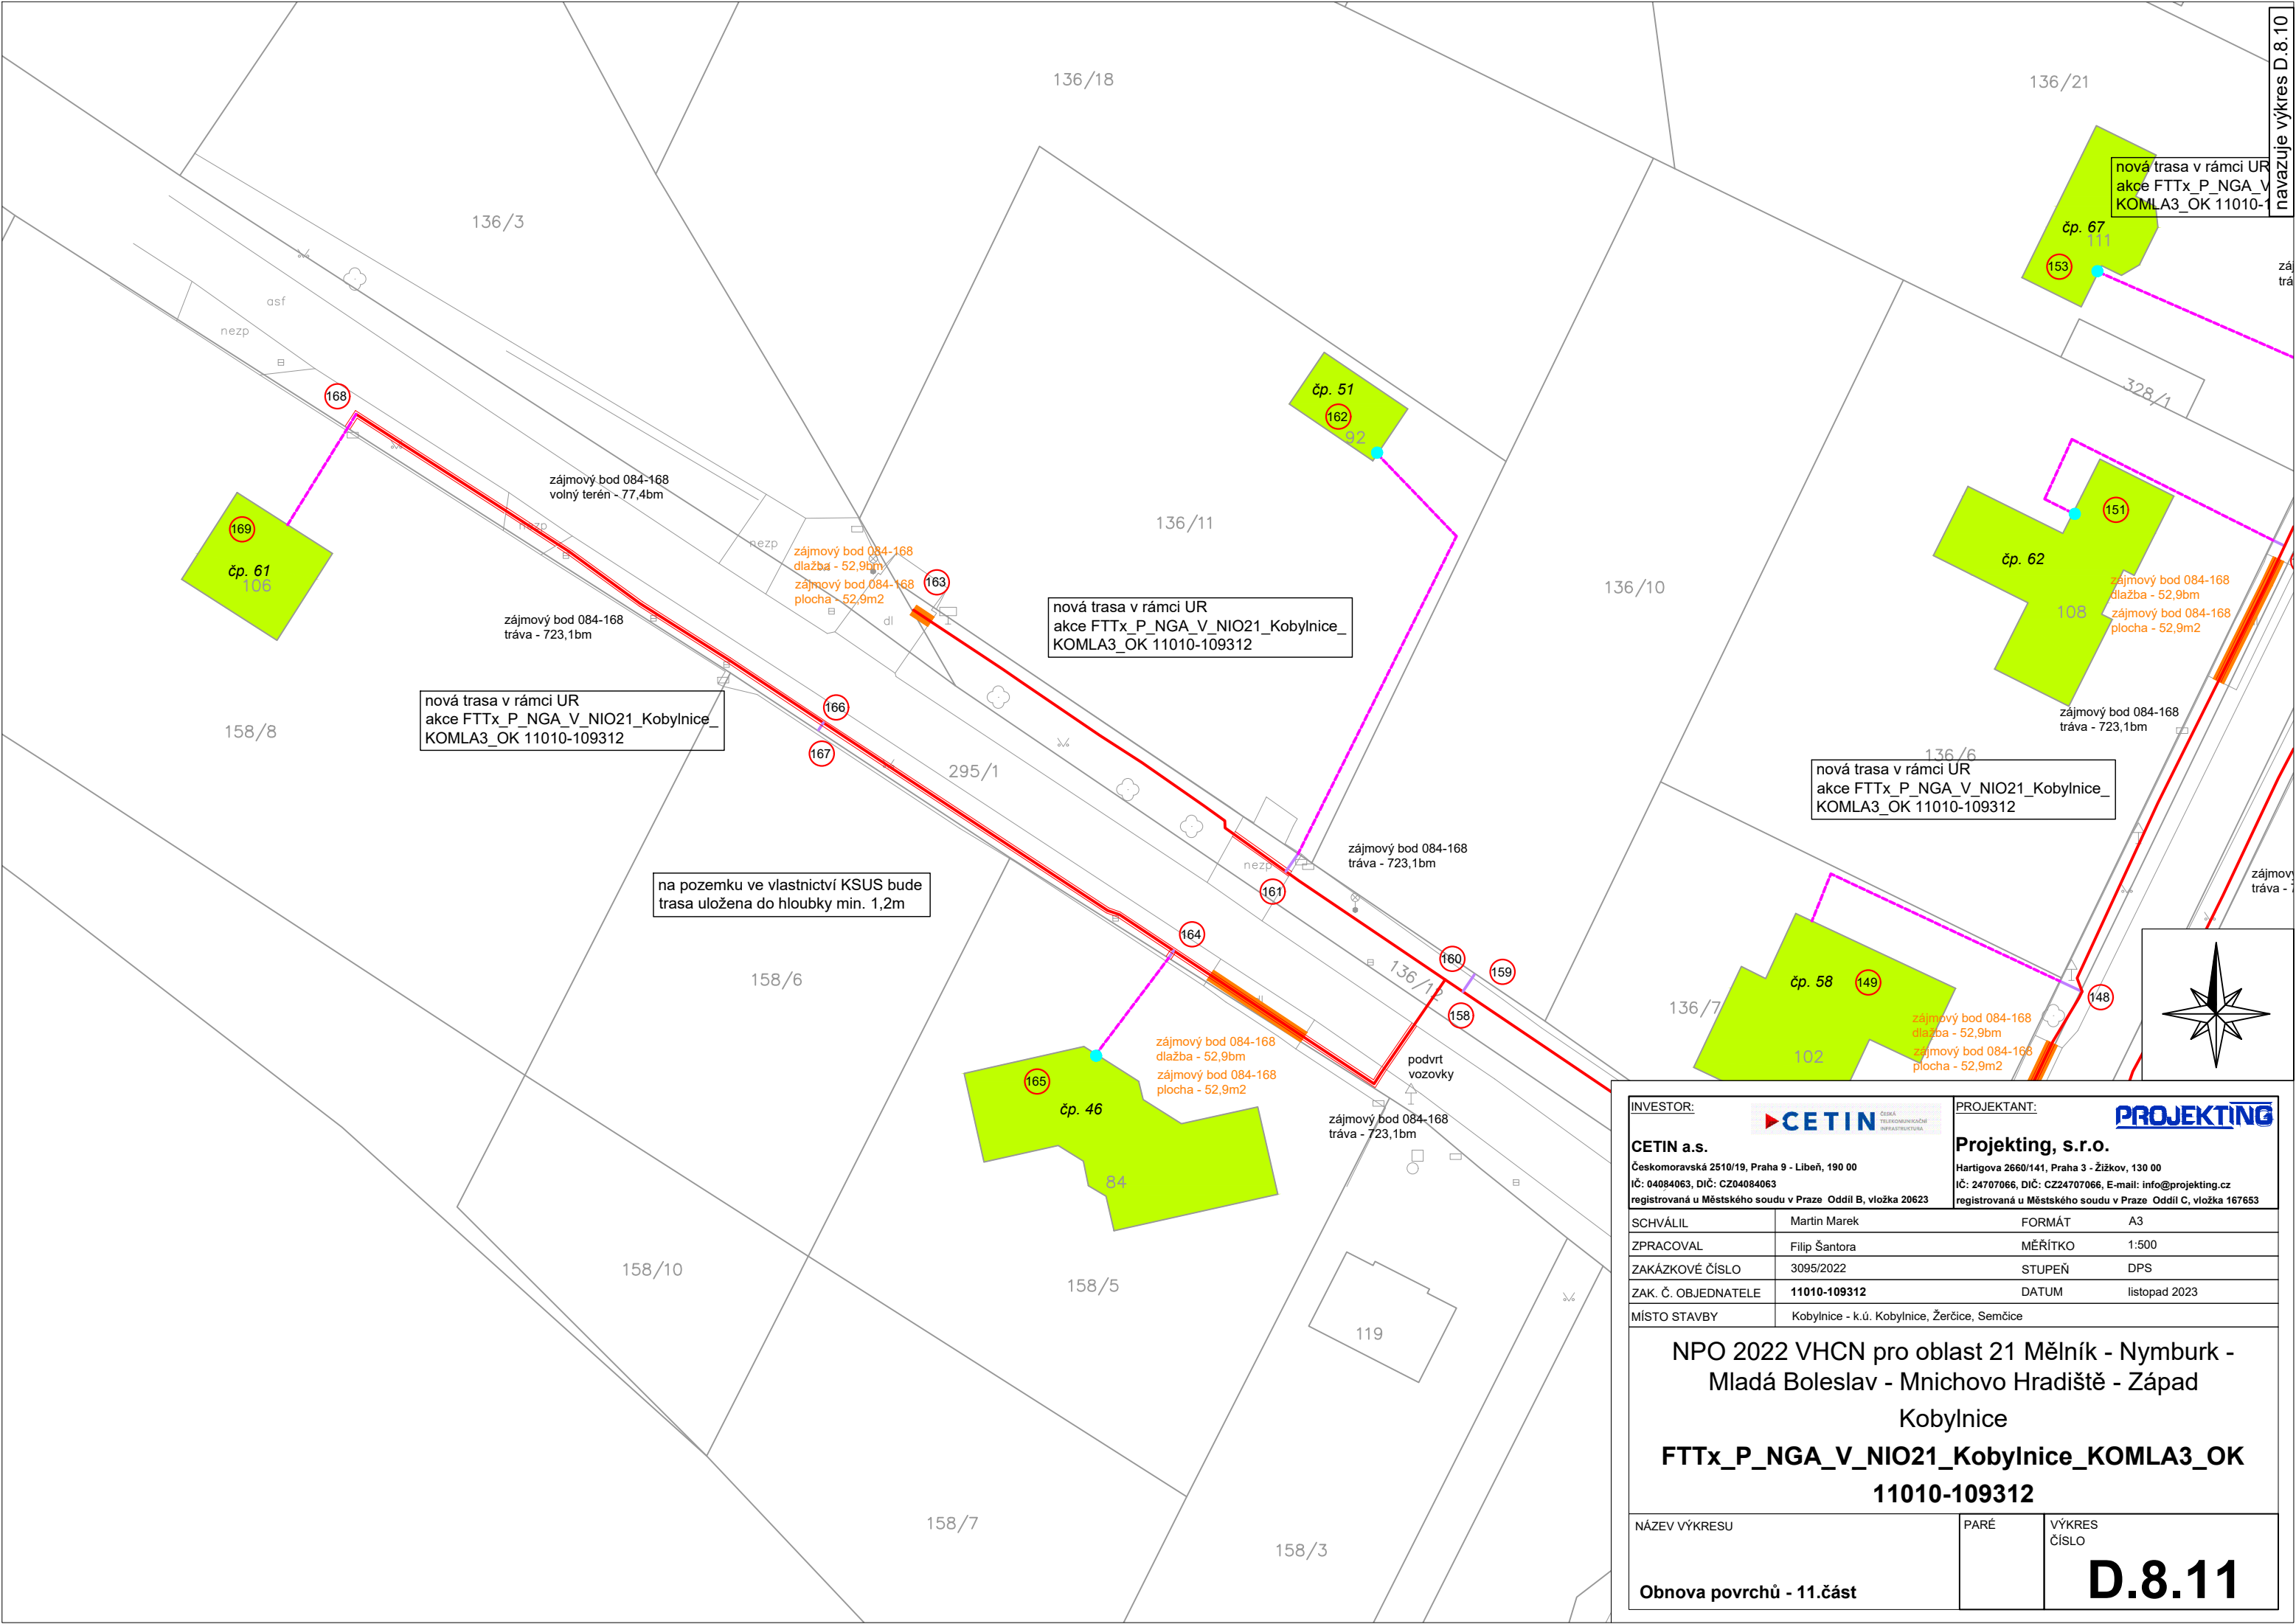 136/18
136/21
navazuje výkres D.8.10
nová trasa v rámci UR
akce FTTx_P_NGA_V
KOMLA3_OK 11010-1
136/3
čp. 67
111
153
asf
nezp
168
čp. 51
162
92
328/1
zájmový bod 084-168
volný terén - 77,4bm
nezp
169
čp. 61
106
136/11
151
čp. 62
108
nezp
zájmový bod 084-168
dlažba - 52,9bm
zájmový bod 084-168
plocha - 52,9m2
163
dl
136/10
zájmový bod 084-168
dlažba - 52,9bm
zájmový bod 084-168
plocha - 52,9m2
nová trasa v rámci UR
akce FTTx_P_NGA_V_NIO21_Kobylnice_
KOMLA3_OK 11010-109312
zájmový bod 084-168
tráva - 723,1bm
nová trasa v rámci UR
akce FTTx_P_NGA_V_NIO21_Kobylnice_
KOMLA3_OK 11010-109312
158/8
166
167
295/1
zájmový bod 084-168
tráva - 723,1bm
136/6
nová trasa v rámci UR
akce FTTx_P_NGA_V_NIO21_Kobylnice_
KOMLA3_OK 11010-109312
zájmový bod 084-168
tráva - 723,1bm
nezp
161
na pozemku ve vlastnictví KSUS bude
trasa uložena do hloubky min. 1,2m
164
160
159
136/12
158
158/6
136/7
čp. 58
149
148
102
zájmový bod 084-168
dlažba - 52,9bm
zájmový bod 084-168
plocha - 52,9m2
zájmový bod 084-168
dlažba - 52,9bm
zájmový bod 084-168
plocha - 52,9m2
podvrt
vozovky
165
čp. 46
84
zájmový bod 084-168
tráva - 723,1bm
158/10
158/5
119
158/7
158/3
INVESTOR:
CETIN
ČESKÁ
TELEKOMUNIKAČNÍ
INFRASTRUKTURA
CETIN a.s.
Českomoravská 2510/19, Praha 9 - Libeň, 190 00
IČ: 04084063, DIČ: CZ04084063
registrovaná u Městského soudu v Praze Oddíl B, vložka 20623
PROJEKTANT:
PROJEKTING
Projekting, s.r.o.
Hartigova 2660/141, Praha 3 - Žižkov, 130 00
IČ: 24707066, DIČ: CZ24707066, E-mail: info@projekting.cz
registrovaná u Městského soudu v Praze Oddíl C, vložka 167653
SCHVÁLIL Martin Marek FORMÁT A3
ZPRACOVAL Filip Šantora MĚŘÍTKO 1:500
ZAKÁZKOVÉ ČÍSLO 3095/2022 STUPEŇ DPS
ZAK. Č. OBJEDNATELE 11010-109312 DATUM listopad 2023
MÍSTO STAVBY Kobylnice - k.ú. Kobylnice, Žerčice, Semčice
NPO 2022 VHCN pro oblast 21 Mělník - Nymburk -
Mladá Boleslav - Mnichovo Hradiště - Západ
Kobylnice
FTTx_P_NGA_V_NIO21_Kobylnice_KOMLA3_OK
11010-109312
NÁZEV VÝKRESU
Obnova povrchů - 11.část
PARÉ
VÝKRES
ČÍSLO
D.8.11